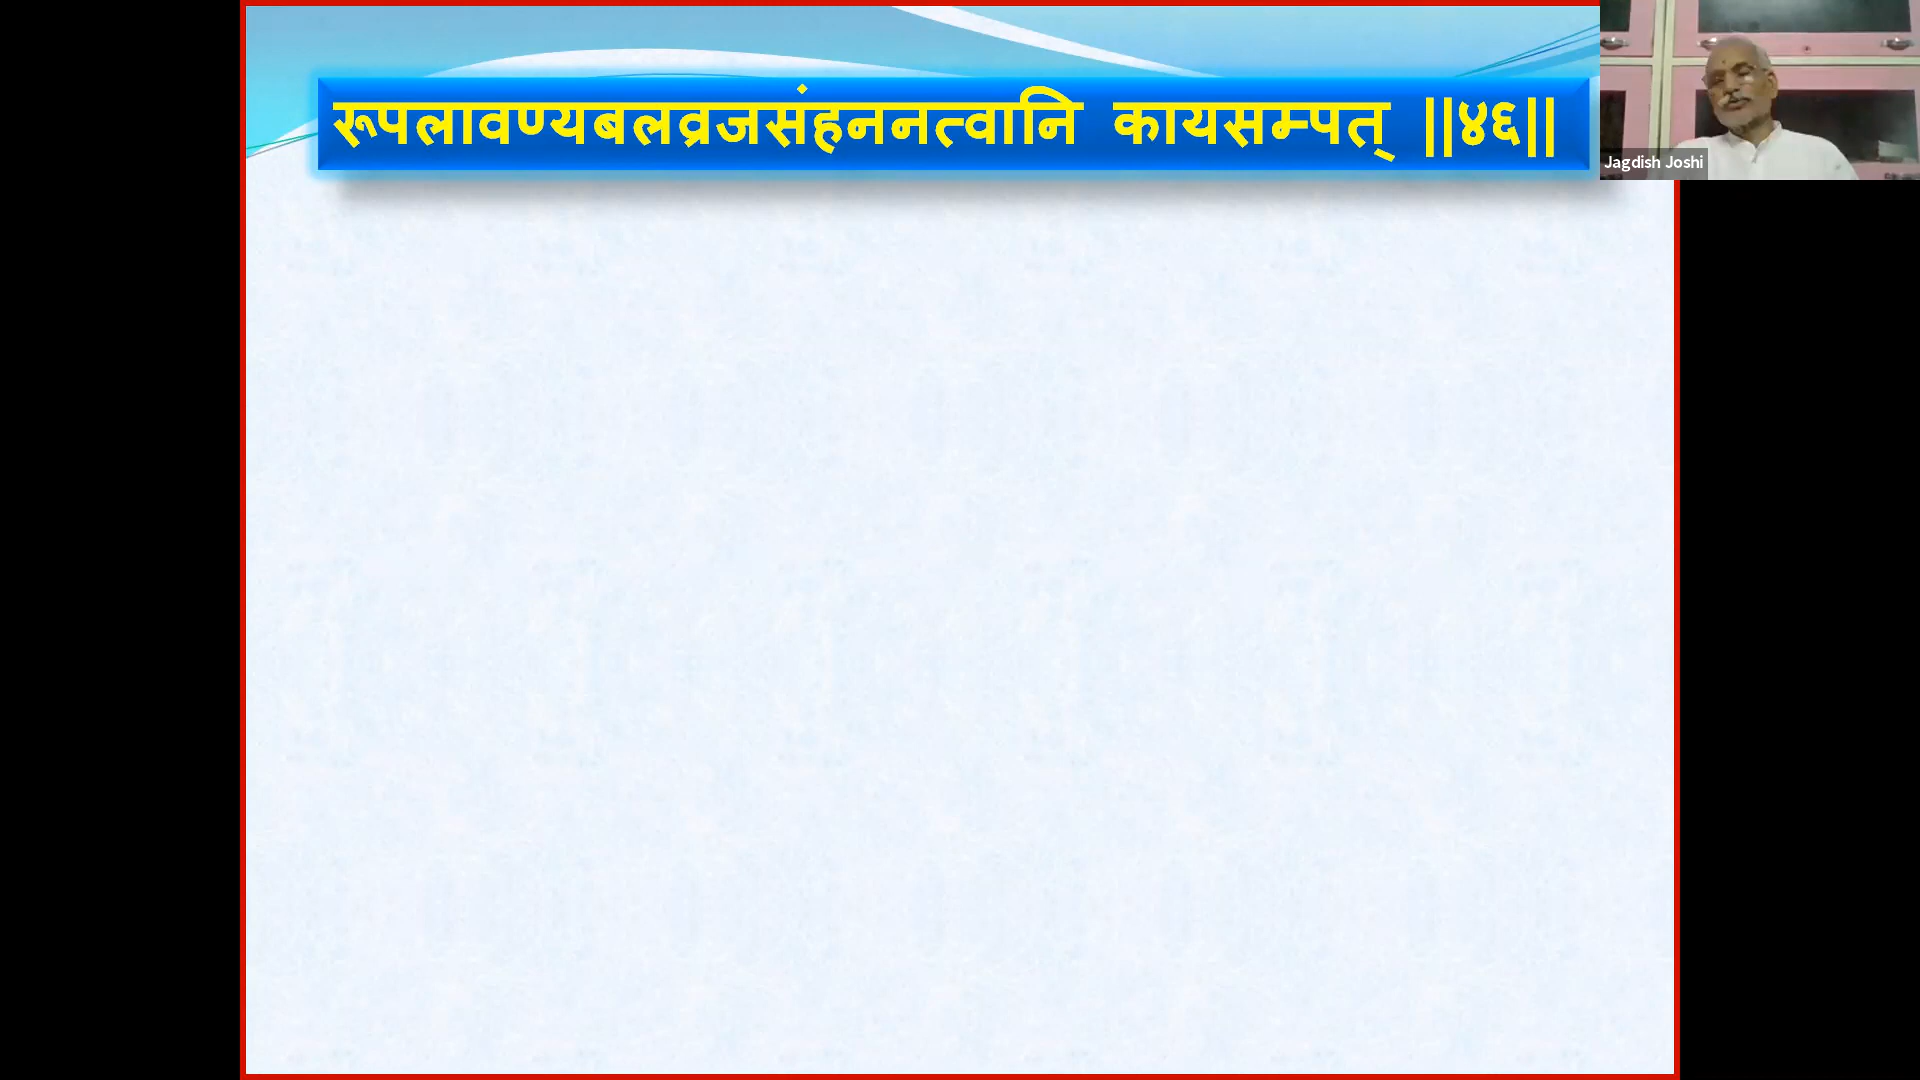 रूपलावण्यबलव्रजसंहननत्वानि कायसम्पत् ||४६||
Jagdish Joshi